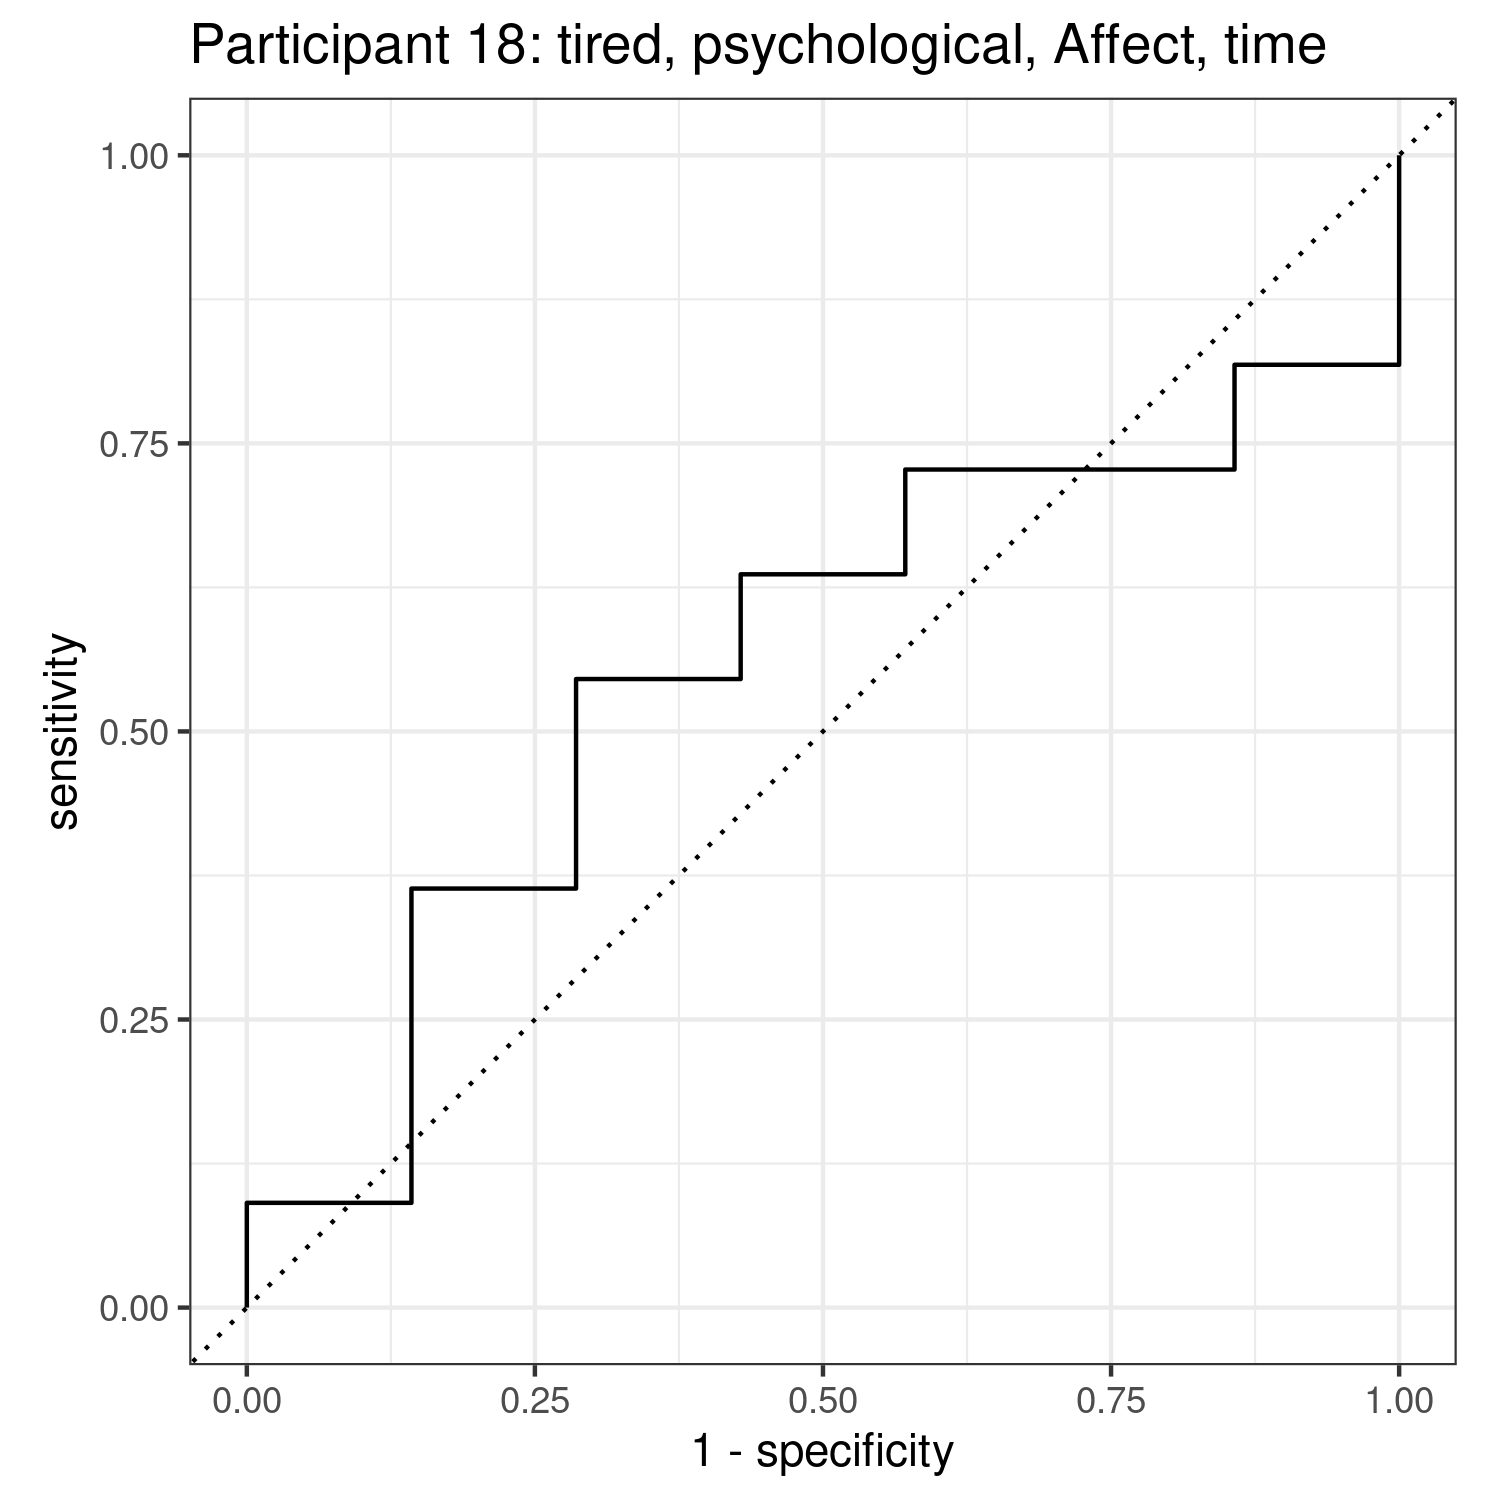 Participant 18: tired, psychological, Affect, time
1.00
0.75
0.50
0.25
0.00
sensitivity
0.00 0.25 0.50 0.75 1.00
1 - specificity